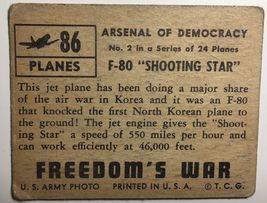 86
PLANES
ARSENAL OF DEMOCRACY
No. 2 in a Series of 24 Planes
F-80 "SHOOTING STAR"
This jet plane has been doing a major share
of the air war in Korea and it was an F-80
that knocked the first North Korean plane to
the ground! The jet engine gives the "Shoot-
ing Star" a speed of 550 miles per hour and
can work efficiently at 46,000 feet.
FREEDOM'S WAR
U. S. ARMY PHOTO PRINTED IN U. S. A. © T. C. G.